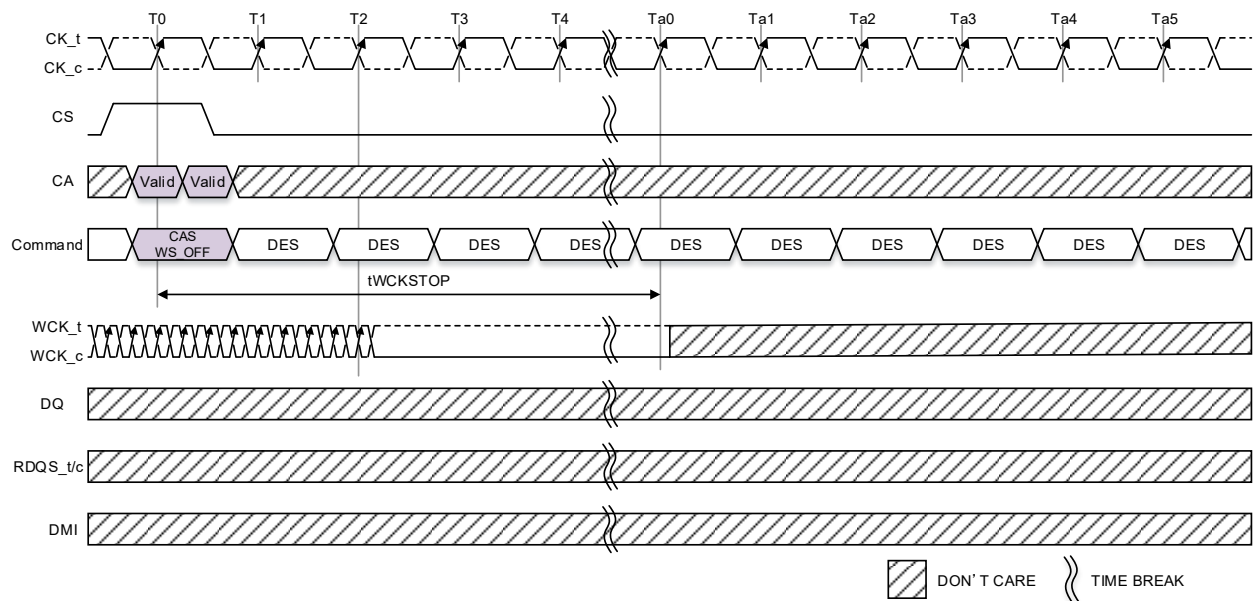 T0 T1 T2 T3 T4 Ta0 Ta1 Ta2 Ta3 Ta4 Ta5
CK_t
CK_c
CS
CA Valid Valid
Command CAS WS_OFF DES DES DES DES DES DES DES DES DES DES
tWCKSTOP
WCK_t
WCK_c
DQ
RDQS_t/c
DMI
DON'T CARE TIME BREAK